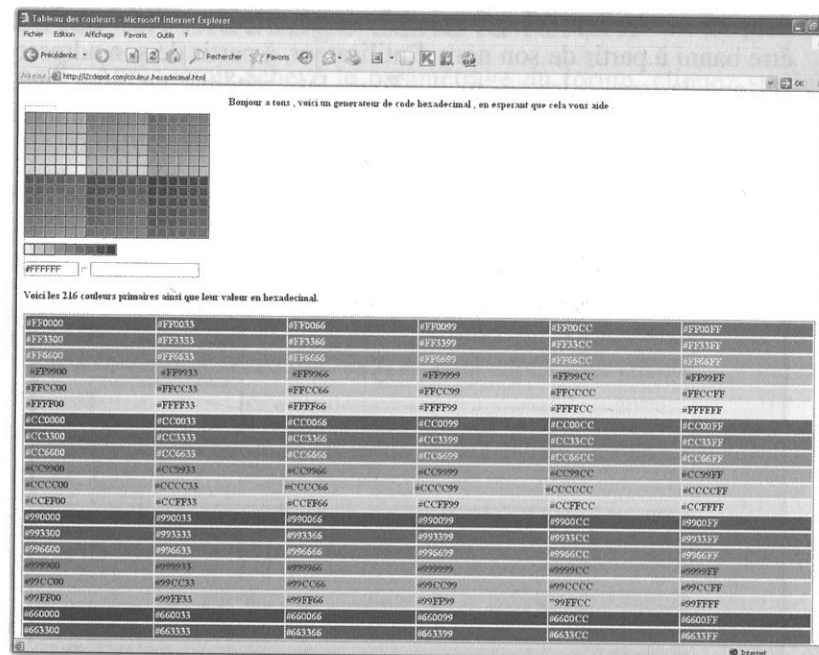 être banni à partir de son
Tableau des couleurs - Microsoft Internet Explorer
Fichier Edition Affichage Favoris Outils ?
Précédente Rechercher Favoris
Adresse http://l2cdepot.com/couleur.hexadecimal.html OK
Bonjour a tous , voici un generateur de code hexadecimal , en esperant que cela vous aide .
#FFFFFF
Voici les 216 couleurs primaires ainsi que leur valeur en hexadecimal.
#FF0000 #FF0033 #FF0066 #FF0099 #FF00CC #FF00FF
#FF3300 #FF3333 #FF3366 #FF3399 #FF33CC #FF33FF
#FF6600 #FF6633 #FF6666 #FF6699 #FF66CC #FF66FF
#FF9900 #FF9933 #FF9966 #FF9999 #FF99CC #FF99FF
#FFCC00 #FFCC33 #FFCC66 #FFCC99 #FFCCCC #FFCCFF
#FFFF00 #FFFF33 #FFFF66 #FFFF99 #FFFFCC #FFFFFF
#CC0000 #CC0033 #CC0066 #CC0099 #CC00CC #CC00FF
#CC3300 #CC3333 #CC3366 #CC3399 #CC33CC #CC33FF
#CC6600 #CC6633 #CC6666 #CC6699 #CC66CC #CC66FF
#CC9900 #CC9933 #CC9966 #CC9999 #CC99CC #CC99FF
#CCCC00 #CCCC33 #CCCC66 #CCCC99 #CCCCCC #CCCCFF
#CCFF00 #CCFF33 #CCFF66 #CCFF99 #CCFFCC #CCFFFF
#990000 #990033 #990066 #990099 #9900CC #9900FF
#993300 #993333 #993366 #993399 #9933CC #9933FF
#996600 #996633 #996666 #996699 #9966CC #9966FF
#999900 #999933 #999966 #999999 #9999CC #9999FF
#99CC00 #99CC33 #99CC66 #99CC99 #99CCCC #99CCFF
#99FF00 #99FF33 #99FF66 #99FF99 "99FFCC #99FFFF
#660000 #660033 #660066 #660099 #6600CC #6600FF
#663300 #663333 #663366 #663399 #6633CC #6633FF
Internet